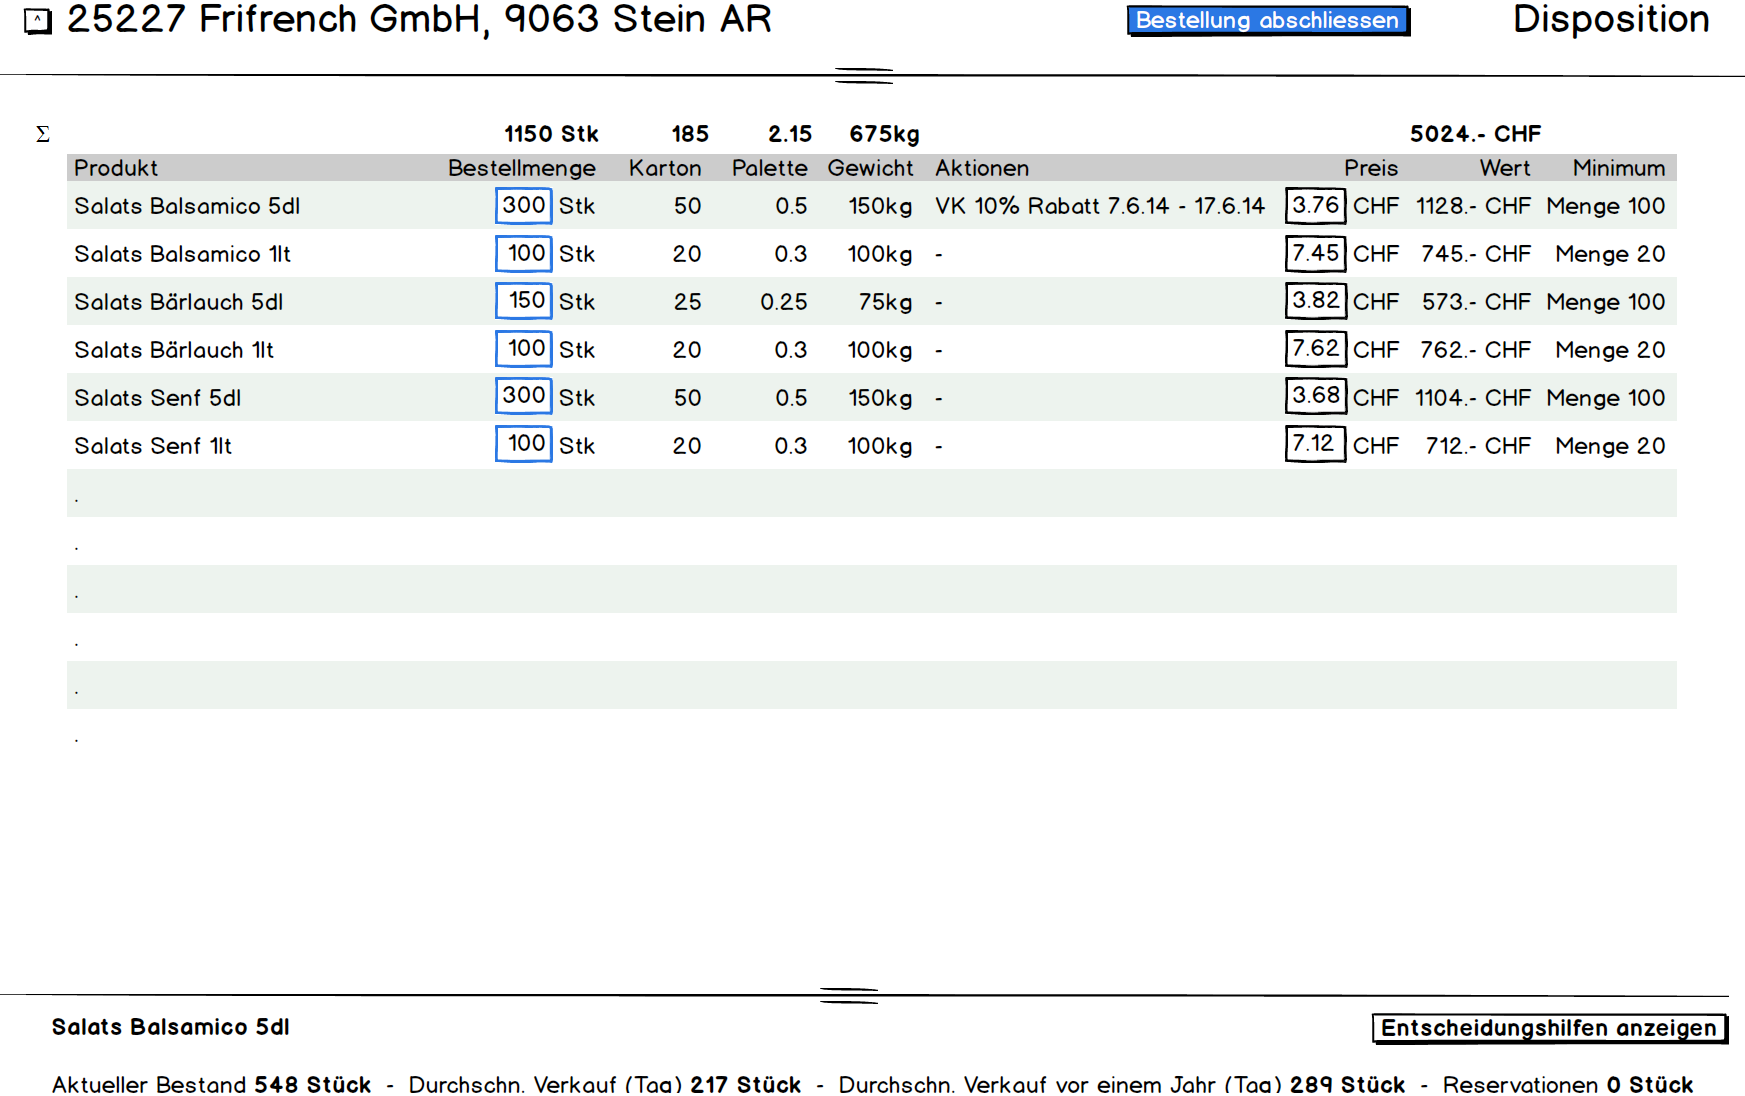 ^ 25227 Frifrench GmbH, 9063 Stein AR Bestellung abschliessen Disposition
Σ 1150 Stk 185 2.15 675kg 5024.- CHF
Produkt Bestellmenge Karton Palette Gewicht Aktionen Preis Wert Minimum
Salats Balsamico 5dl 300 Stk 50 0.5 150kg VK 10% Rabatt 7.6.14 - 17.6.14 3.76 CHF 1128.- CHF Menge 100
Salats Balsamico 1lt 100 Stk 20 0.3 100kg - 7.45 CHF 745.- CHF Menge 20
Salats Bärlauch 5dl 150 Stk 25 0.25 75kg - 3.82 CHF 573.- CHF Menge 100
Salats Bärlauch 1lt 100 Stk 20 0.3 100kg - 7.62 CHF 762.- CHF Menge 20
Salats Senf 5dl 300 Stk 50 0.5 150kg - 3.68 CHF 1104.- CHF Menge 100
Salats Senf 1lt 100 Stk 20 0.3 100kg - 7.12 CHF 712.- CHF Menge 20
.
.
.
.
.
.
Salats Balsamico 5dl Entscheidungshilfen anzeigen
Aktueller Bestand 548 Stück - Durchschn. Verkauf (Tag) 217 Stück - Durchschn. Verkauf vor einem Jahr (Tag) 289 Stück - Reservationen 0 Stück